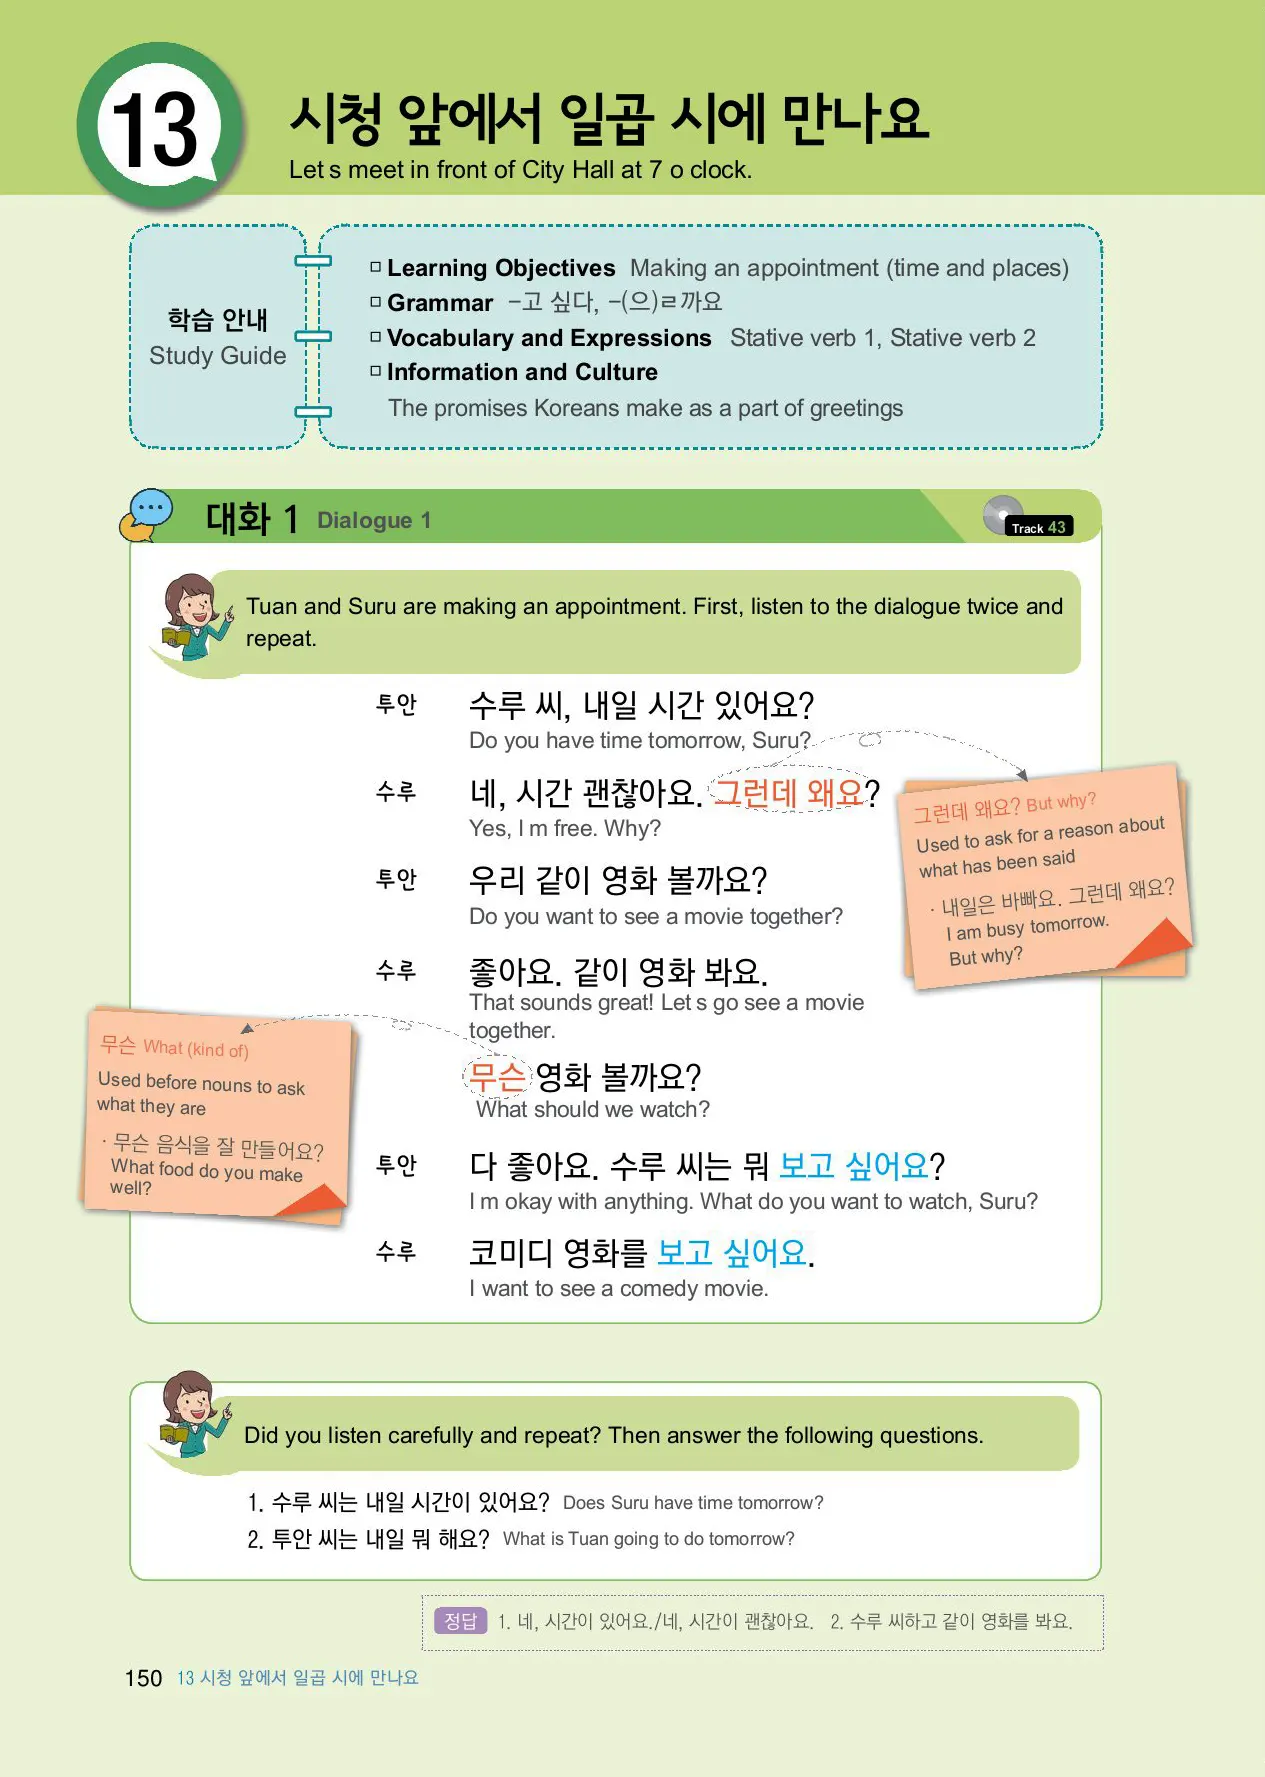 13
시청 앞에서 일곱 시에 만나요
Let s meet in front of City Hall at 7 o clock.
학습 안내
Study Guide
□ Learning Objectives Making an appointment (time and places)
□ Grammar -고 싶다, -(으)ㄹ까요
□ Vocabulary and Expressions Stative verb 1, Stative verb 2
□ Information and Culture
The promises Koreans make as a part of greetings
대화 1 Dialogue 1
Track 43
Tuan and Suru are making an appointment. First, listen to the dialogue twice and
repeat.
투안 수루 씨, 내일 시간 있어요?
Do you have time tomorrow, Suru?
수루 네, 시간 괜찮아요. 그런데 왜요?
Yes, I m free. Why?
그런데 왜요? But why?
Used to ask for a reason about
what has been said
· 내일은 바빠요. 그런데 왜요?
I am busy tomorrow.
But why?
투안 우리 같이 영화 볼까요?
Do you want to see a movie together?
수루 좋아요. 같이 영화 봐요.
That sounds great! Let s go see a movie
together.
무슨 영화 볼까요?
What should we watch?
무슨 What (kind of)
Used before nouns to ask
what they are
· 무슨 음식을 잘 만들어요?
What food do you make
well?
투안 다 좋아요. 수루 씨는 뭐 보고 싶어요?
I m okay with anything. What do you want to watch, Suru?
수루 코미디 영화를 보고 싶어요.
I want to see a comedy movie.
Did you listen carefully and repeat? Then answer the following questions.
1. 수루 씨는 내일 시간이 있어요? Does Suru have time tomorrow?
2. 투안 씨는 내일 뭐 해요? What is Tuan going to do tomorrow?
정답 1. 네, 시간이 있어요./네, 시간이 괜찮아요. 2. 수루 씨하고 같이 영화를 봐요.
150 13 시청 앞에서 일곱 시에 만나요